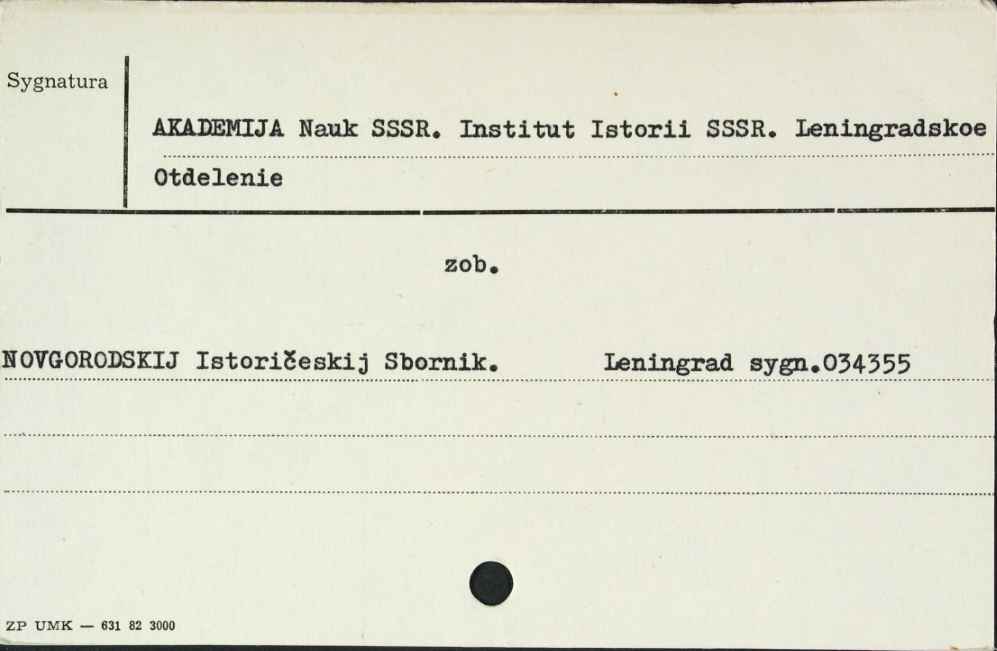 Sygnatura
AKADEMIJA Nauk SSSR. Institut Istorii SSSR. Leningradskoe
Otdelenie
zob.
NOVGORODSKIJ Istoričeskij Sbornik. Leningrad sygn.034355
ZP UMK — 631 82 3000